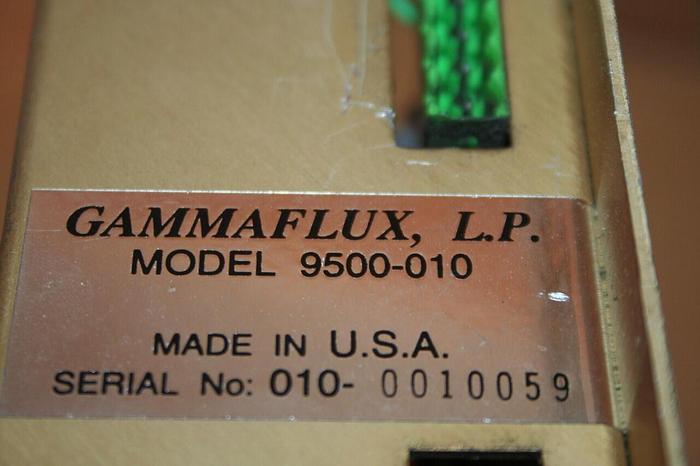 GAMMAFLUX, L.P.
MODEL 9500-010
MADE IN U.S.A.
SERIAL No: 010- 0010059